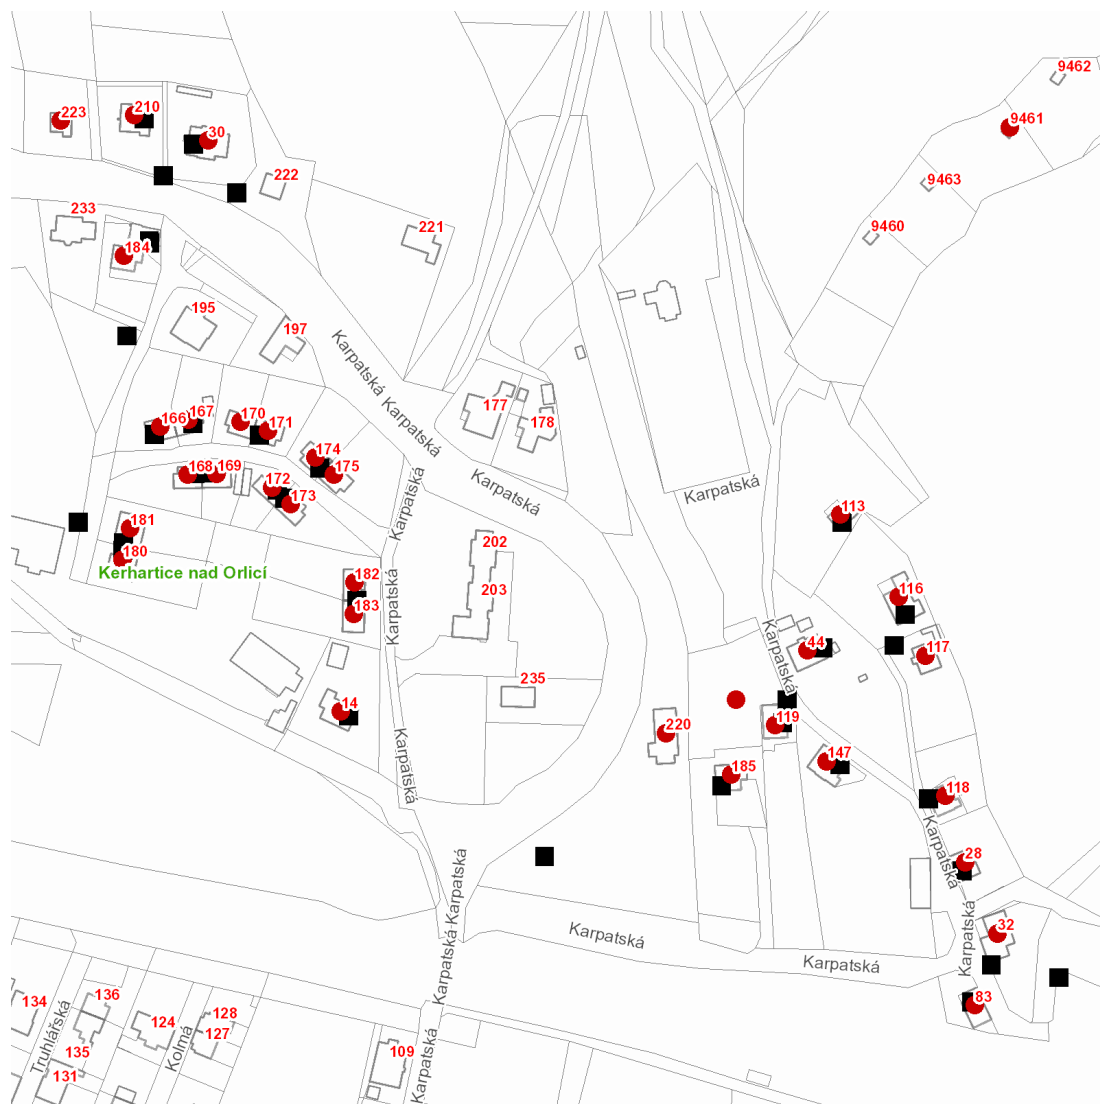 9462
223
210
9461
30
9463
222
233
221
9460
184
195
197
Karpatská
Karpatská
177
178
166
167
170
171
174
175
168
169
172
173
Karpatská
Karpatská
Karpatská
113
181
180
202
203
Kerhartice nad Orlicí
182
183
Karpatská
116
117
44
Karpatská
235
14
220
119
147
185
Karpatská
118
Karpatská
28
Karpatská
Karpatská
Karpatská
32
Karpatská
Karpatská
Karpatská
83
134
136
Truhlářská
124
Kolmá
128
127
135
131
109
Karpatská